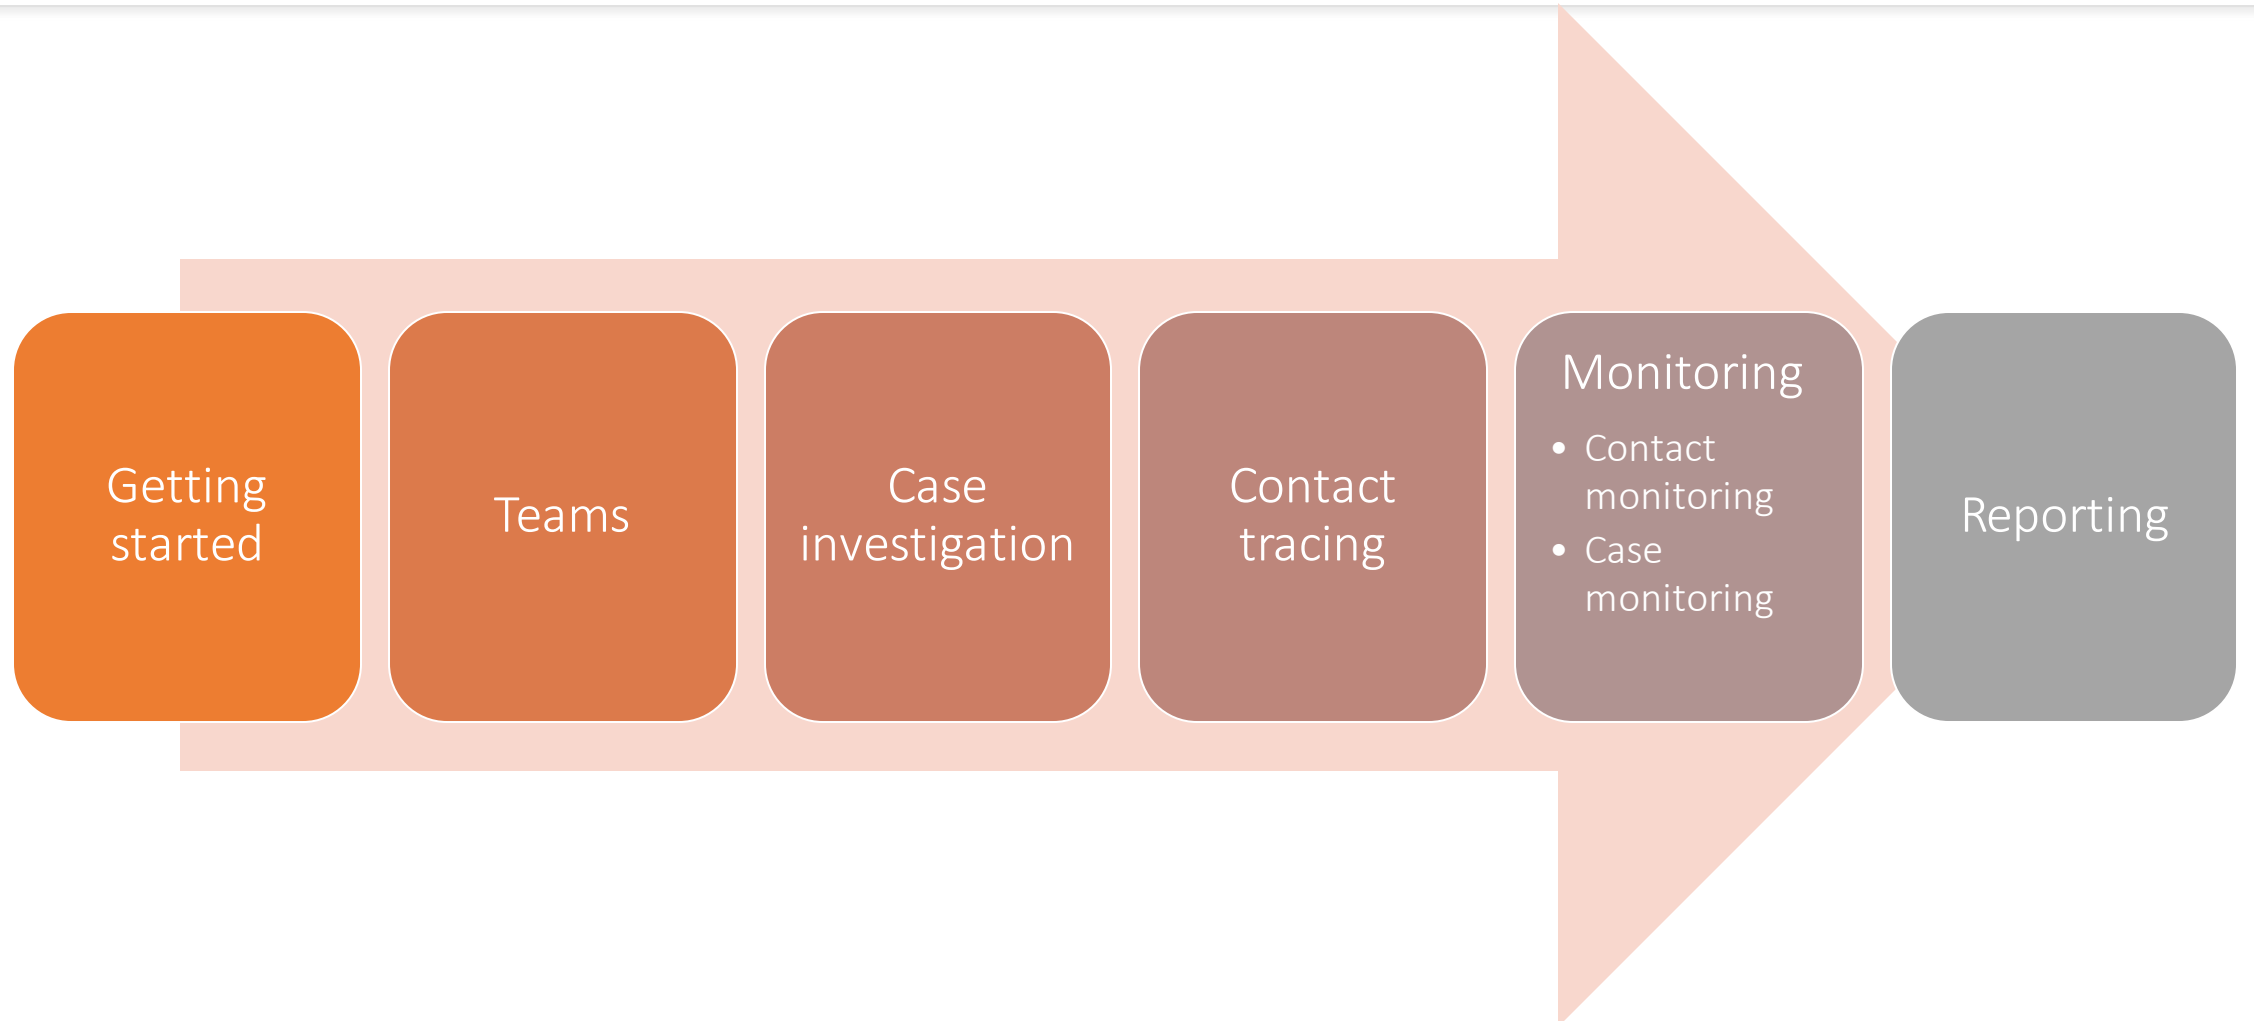 Getting
started
Teams
Case
investigation
Contact
tracing
Monitoring
• Contact
monitoring
• Case
monitoring
Reporting